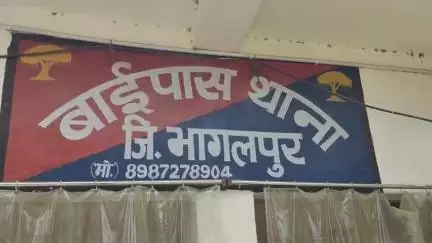 बाईपास थाना
जि. भागलपुर
(मो.) 8987278904